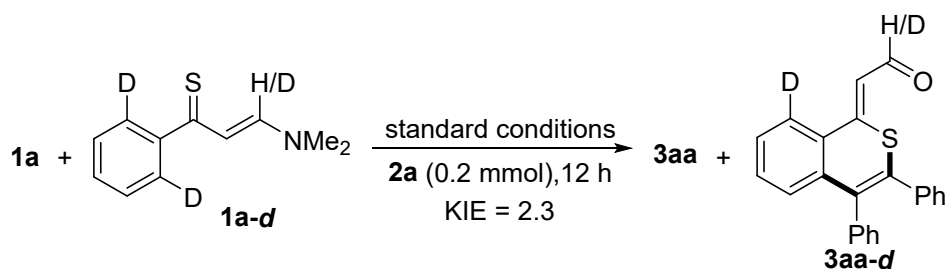 H/D
D
S
H/D
D
O
1a +
NMe2
standard conditions
2a (0.2 mmol),12 h
KIE = 2.3
3aa +
S
D
1a-d
Ph
Ph
3aa-d